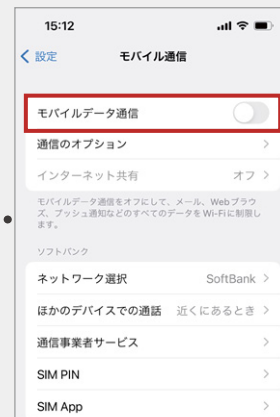 15:12
設定
モバイル通信
モバイルデータ通信
通信のオプション
インターネット共有 オフ
モバイルデータ通信をオフにして、メール、Webブラウ
ズ、プッシュ通知などのすべてのデータをWi-Fiに制限し
ます。
ソフトバンク
ネットワーク選択 SoftBank
ほかのデバイスでの通話 近くにあるとき
通信事業者サービス
SIM PIN
SIM App